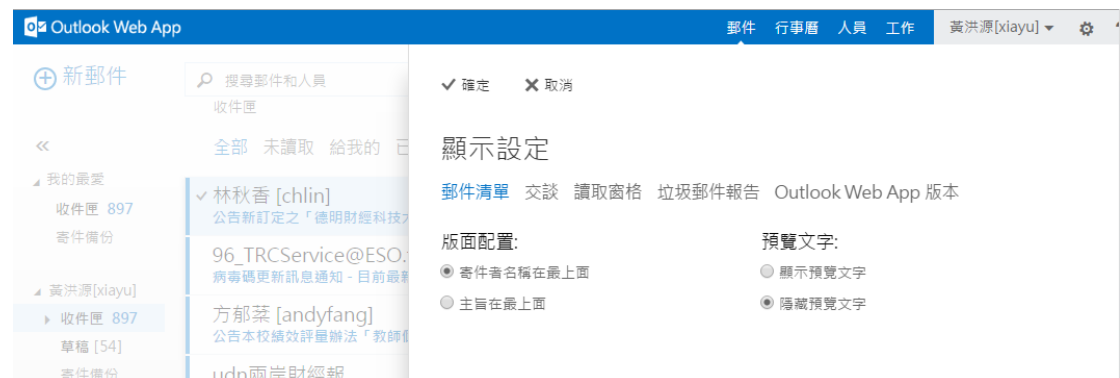 Outlook Web App 郵件 行事曆 人員 工作 黃洪源[xiayu]
新郵件
搜尋郵件和人員
收件匣
全部 未讀取 給我的
我的最愛
收件匣 897
寄件備份
黃洪源[xiayu]
收件匣 897
草稿 [54]
寄件備份
林秋香 [chlin]
公告新訂定之「德明財經科技
96_TRCService@ESO.
病毒碼更新訊息通知 - 目前最新
方郁棻 [andyfang]
公告本校績效評量辦法「教師
udn兩岸財經報
確定 取消
顯示設定
郵件清單 交談 讀取窗格 垃圾郵件報告 Outlook Web App 版本
版面配置:
寄件者名稱在最上面
主旨在最上面
預覽文字:
顯示預覽文字
隱藏預覽文字